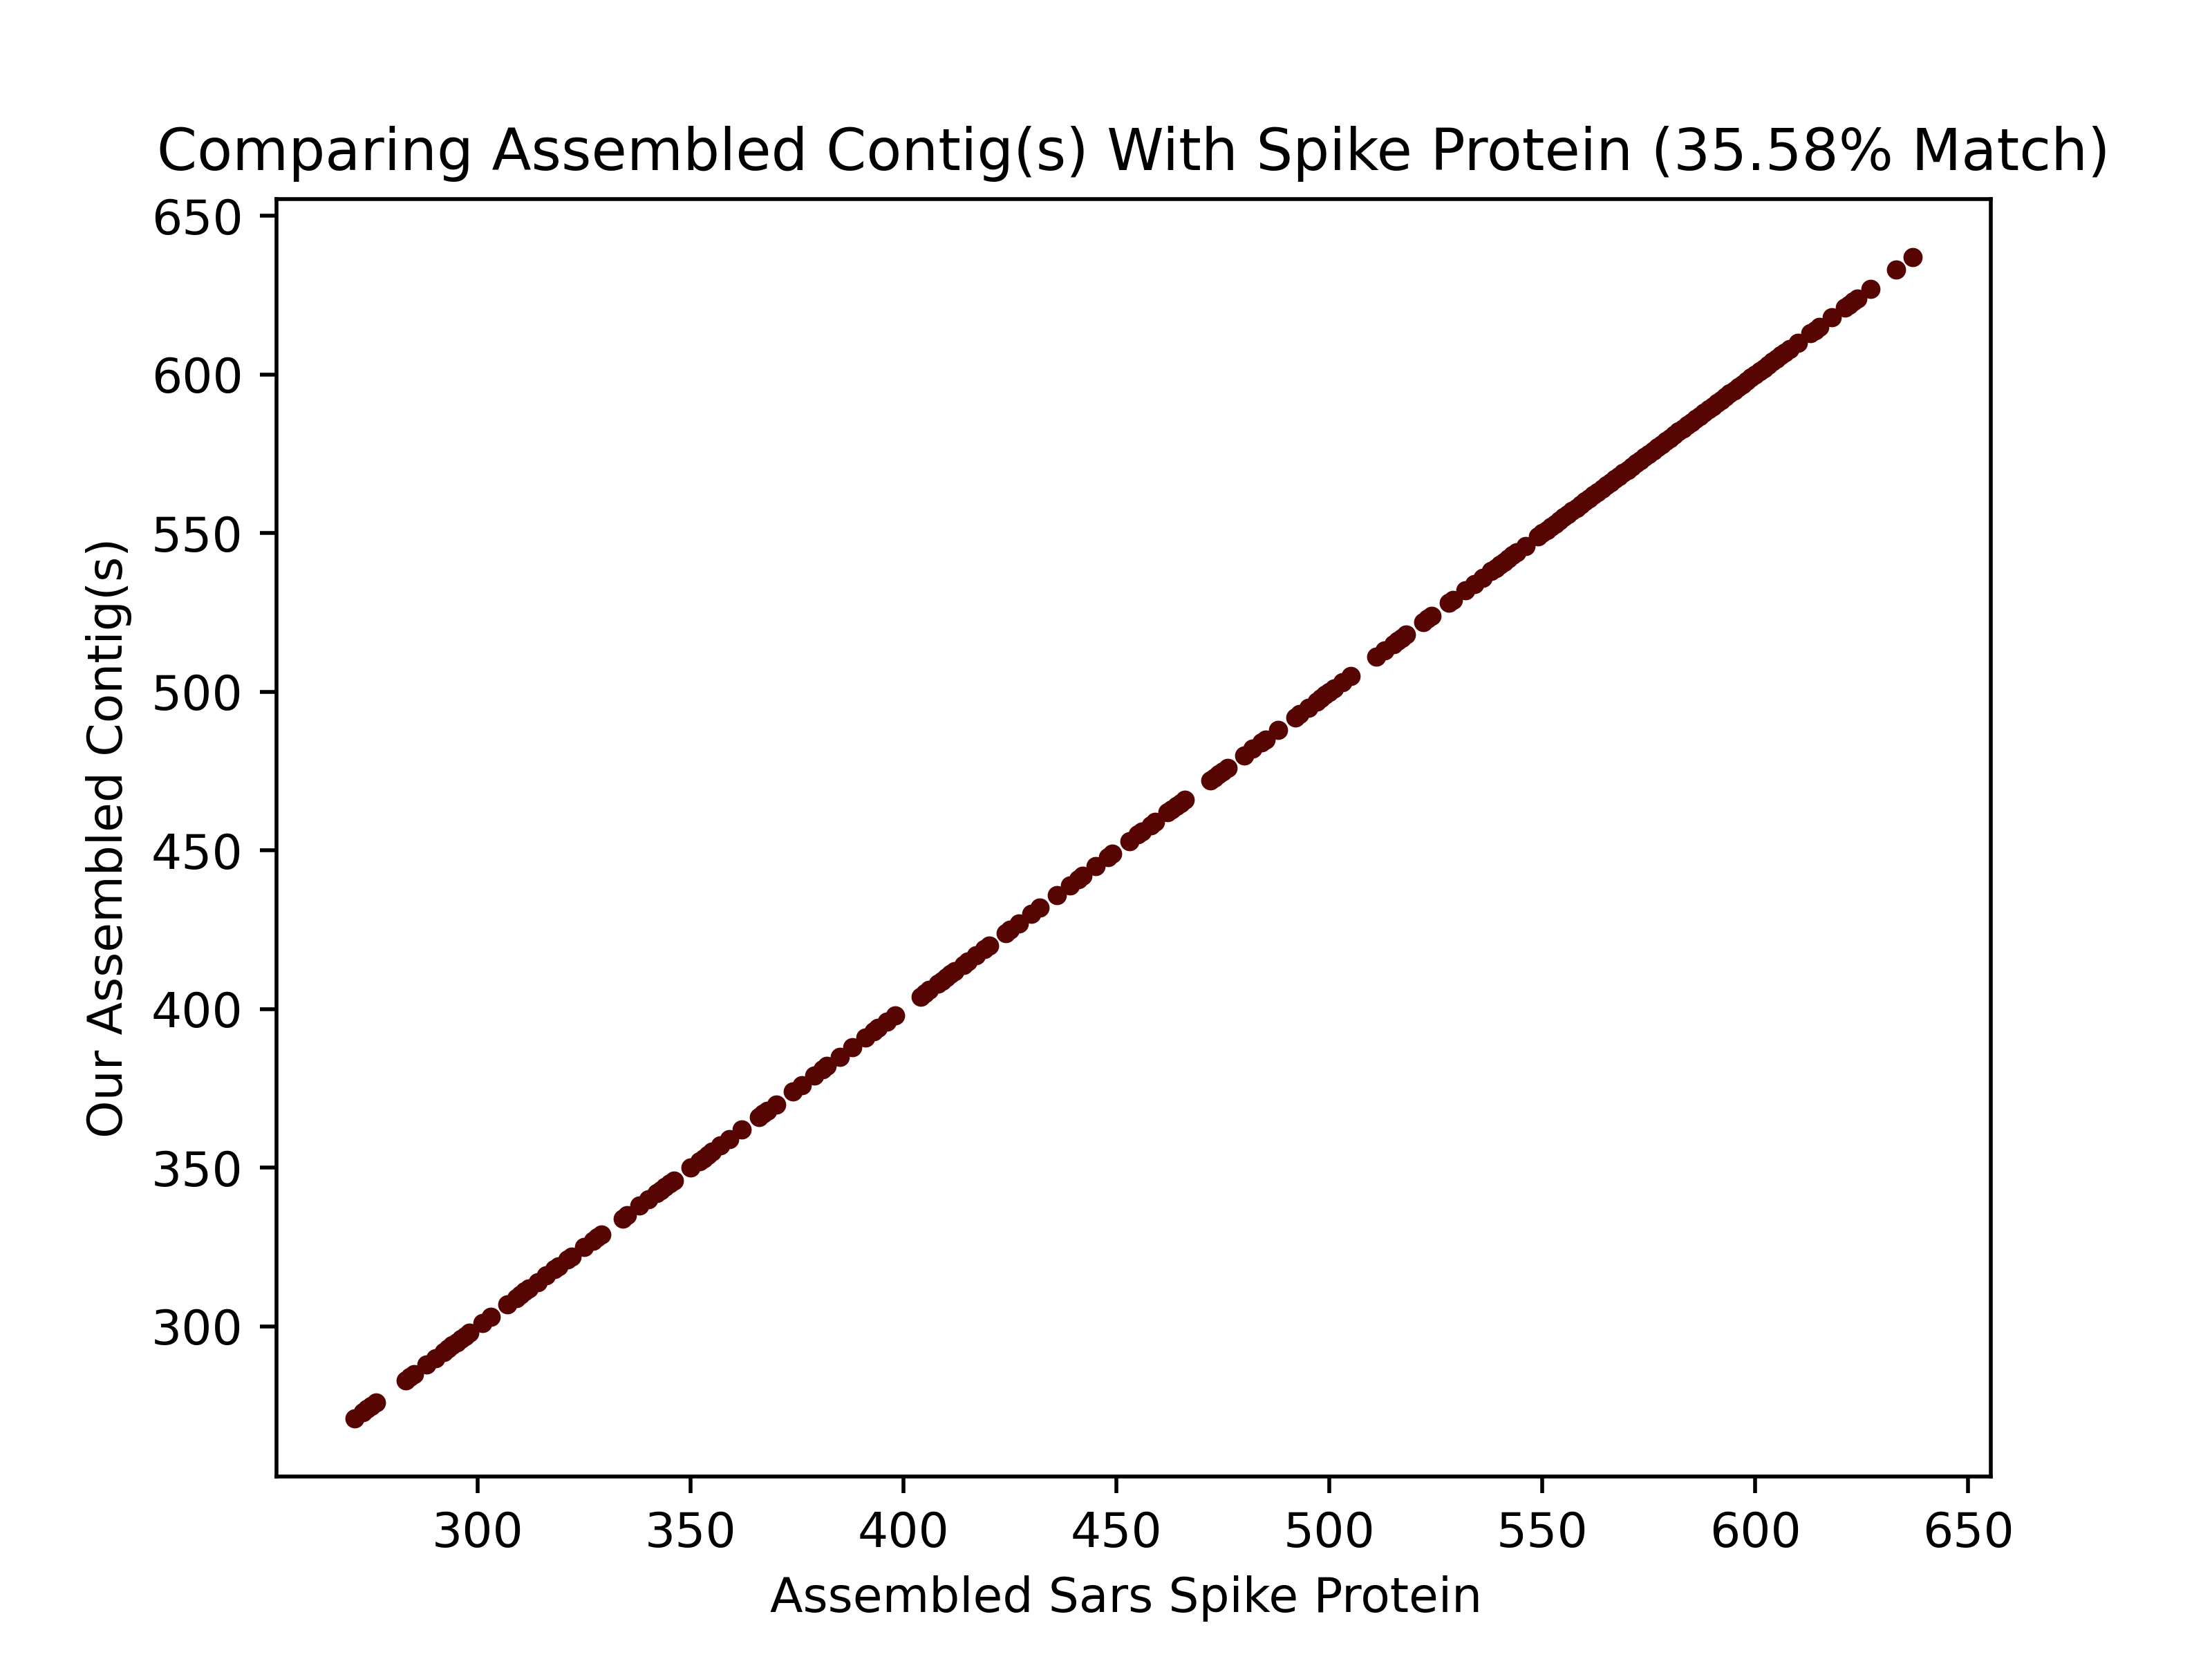 Comparing Assembled Contig(s) With Spike Protein (35.58% Match)
650
600
550
500
450
400
350
300
Our Assembled Contig(s)
300 350 400 450 500 550 600 650
Assembled Sars Spike Protein